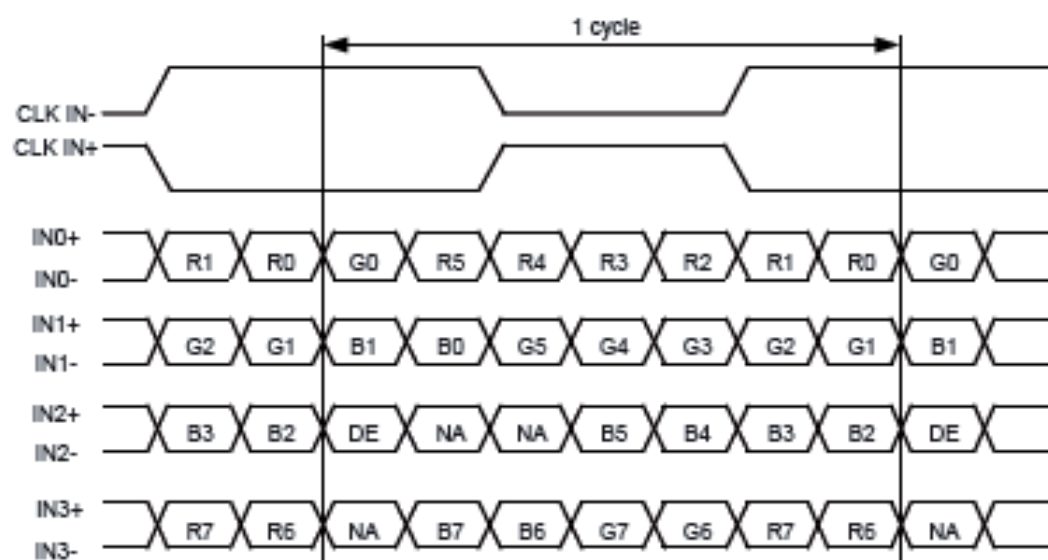 1 cycle
CLK IN-
CLK IN+
IN0+
R1 R0 G0 R5 R4 R3 R2 R1 R0 G0
IN0-
IN1+
G2 G1 B1 B0 G5 G4 G3 G2 G1 B1
IN1-
IN2+
B3 B2 DE NA NA B5 B4 B3 B2 DE
IN2-
IN3+
R7 R6 NA B7 B6 G7 G6 R7 R6 NA
IN3-